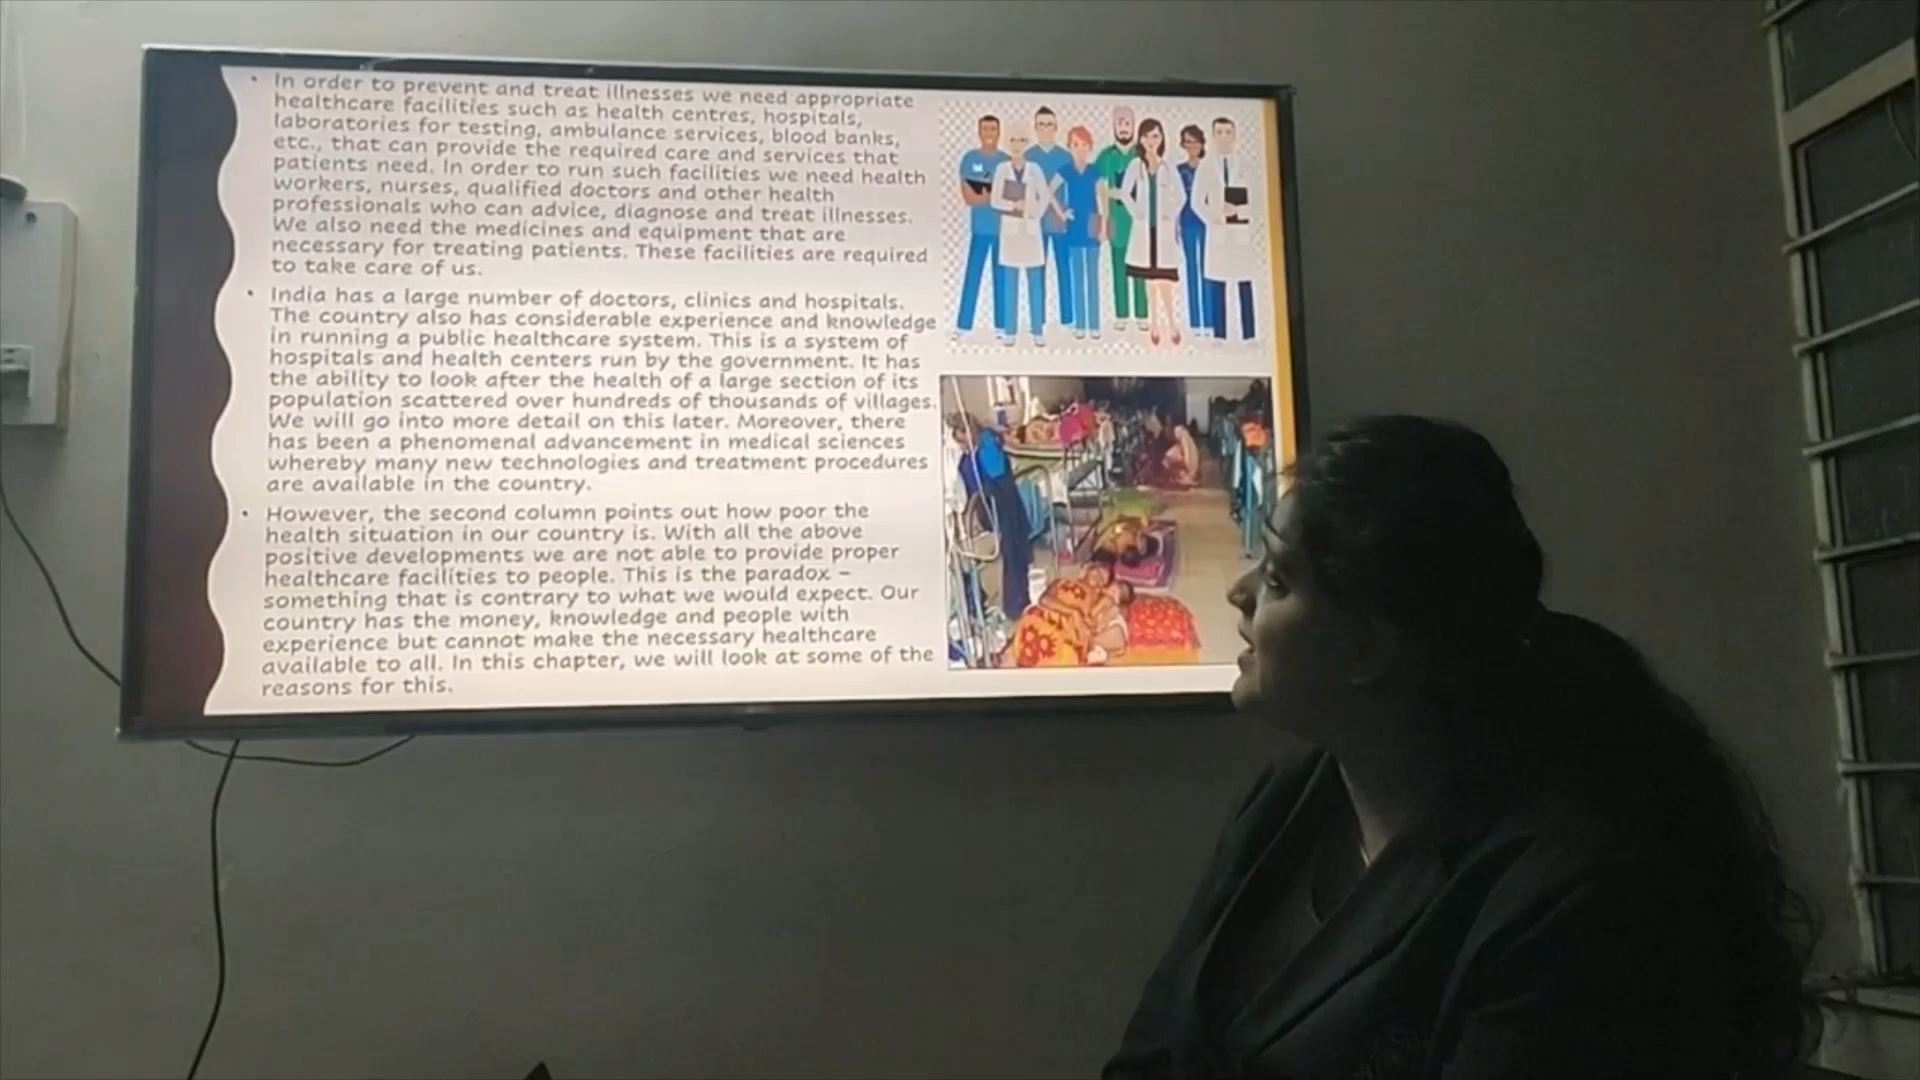 • In order to prevent and treat illnesses we need appropriate
healthcare facilities such as health centres, hospitals,
laboratories for testing, ambulance services, blood banks,
etc., that can provide the required care and services that
patients need. In order to run such facilities we need health
workers, nurses, qualified doctors and other health
professionals who can advice, diagnose and treat illnesses.
We also need the medicines and equipment that are
necessary for treating patients. These facilities are required
to take care of us.
• India has a large number of doctors, clinics and hospitals.
The country also has considerable experience and knowledge
in running a public healthcare system. This is a system of
hospitals and health centers run by the government. It has
the ability to look after the health of a large section of its
population scattered over hundreds of thousands of villages.
We will go into more detail on this later. Moreover, there
has been a phenomenal advancement in medical sciences
whereby many new technologies and treatment procedures
are available in the country.
• However, the second column points out how poor the
health situation in our country is. With all the above
positive developments we are not able to provide proper
healthcare facilities to people. This is the paradox –
something that is contrary to what we would expect. Our
country has the money, knowledge and people with
experience but cannot make the necessary healthcare
available to all. In this chapter, we will look at some of the
reasons for this.